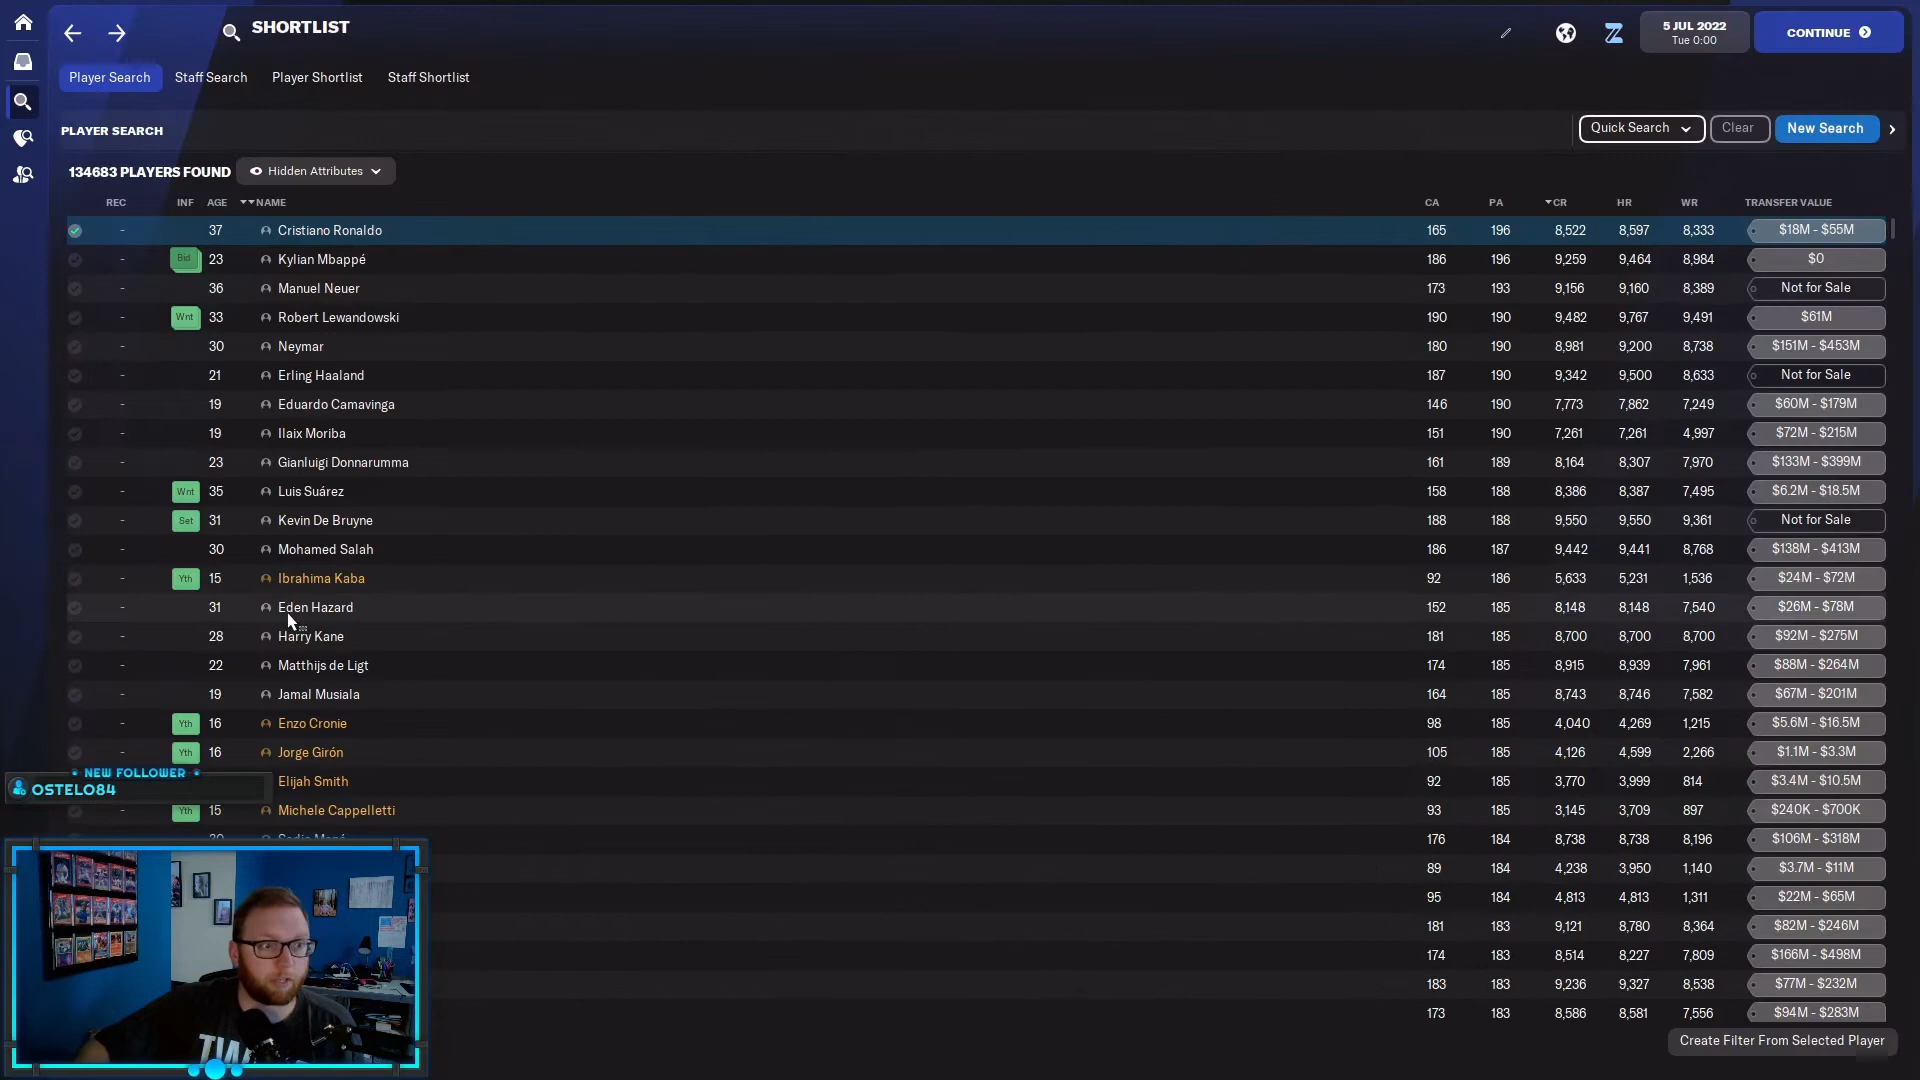 SHORTLIST
5 JUL 2022
Tue 0:00
CONTINUE
Player Search Staff Search Player Shortlist Staff Shortlist
PLAYER SEARCH
Quick Search Clear New Search
134683 PLAYERS FOUND Hidden Attributes
REC INF AGE NAME CA PA CR HR WR TRANSFER VALUE
- 37 Cristiano Ronaldo 165 196 8,522 8,597 8,333 $18M - $55M
- Bid 23 Kylian Mbappé 186 196 9,259 9,464 8,984 $0
- 36 Manuel Neuer 173 193 9,156 9,160 8,389 Not for Sale
- Wnt 33 Robert Lewandowski 190 190 9,482 9,767 9,491 $61M
- 30 Neymar 180 190 8,981 9,200 8,738 $151M - $453M
- 21 Erling Haaland 187 190 9,342 9,500 8,633 Not for Sale
- 19 Eduardo Camavinga 146 190 7,773 7,862 7,249 $60M - $179M
- 19 Ilaix Moriba 151 190 7,261 7,261 4,997 $72M - $215M
- 23 Gianluigi Donnarumma 161 189 8,164 8,307 7,970 $133M - $399M
- Wnt 35 Luis Suárez 158 188 8,386 8,387 7,495 $6.2M - $18.5M
- Set 31 Kevin De Bruyne 188 188 9,550 9,550 9,361 Not for Sale
- 30 Mohamed Salah 186 187 9,442 9,441 8,768 $138M - $413M
- Yth 15 Ibrahima Kaba 92 186 5,633 5,231 1,536 $24M - $72M
- 31 Eden Hazard 152 185 8,148 8,148 7,540 $26M - $78M
- 28 Harry Kane 181 185 8,700 8,700 8,700 $92M - $275M
- 22 Matthijs de Ligt 174 185 8,915 8,939 7,961 $88M - $264M
- 19 Jamal Musiala 164 185 8,743 8,746 7,582 $67M - $201M
- Yth 16 Enzo Cronie 98 185 4,040 4,269 1,215 $5.6M - $16.5M
- Yth 16 Jorge Girón 105 185 4,126 4,599 2,266 $1.1M - $3.3M
NEW FOLLOWER
OSTELO84
Elijah Smith 92 185 3,770 3,999 814 $3.4M - $10.5M
- Yth 15 Michele Cappelletti 93 185 3,145 3,709 897 $240K - $700K
176 184 8,738 8,738 8,196 $106M - $318M
89 184 4,238 3,950 1,140 $3.7M - $11M
95 184 4,813 4,813 1,311 $22M - $65M
181 183 9,121 8,780 8,364 $82M - $246M
174 183 8,514 8,227 7,809 $166M - $498M
183 183 9,236 9,327 8,538 $77M - $232M
173 183 8,586 8,581 7,556 $94M - $283M
Create Filter From Selected Player